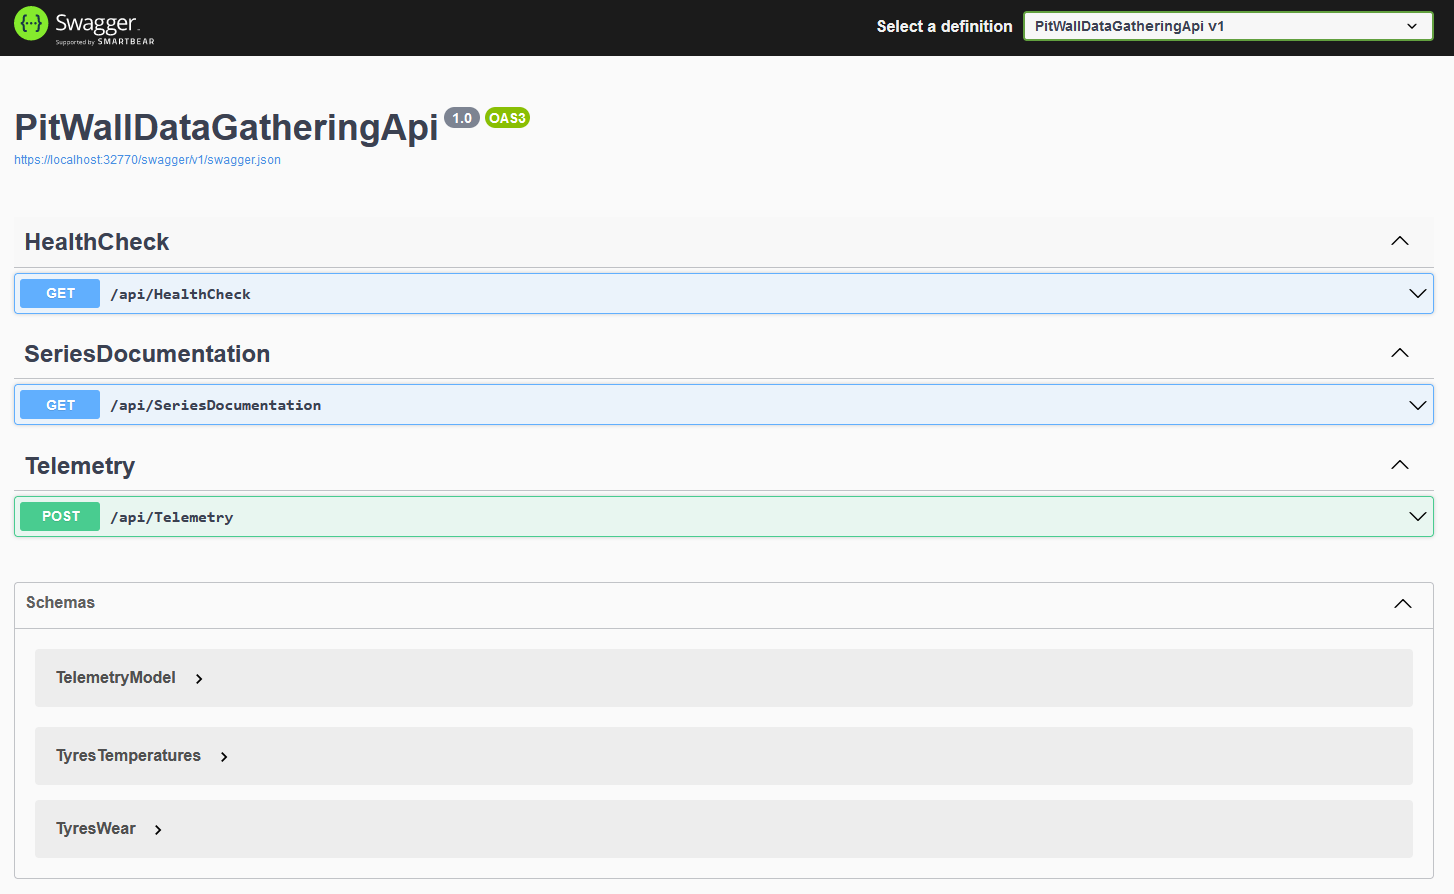 Swagger
Supported by SMARTBEAR
Select a definition
PitWallDataGatheringApi v1
PitWallDataGatheringApi 1.0 OAS3
https://localhost:32770/swagger/v1/swagger.json
HealthCheck
GET /api/HealthCheck
SeriesDocumentation
GET /api/SeriesDocumentation
Telemetry
POST /api/Telemetry
Schemas
TelemetryModel
TyresTemperatures
TyresWear